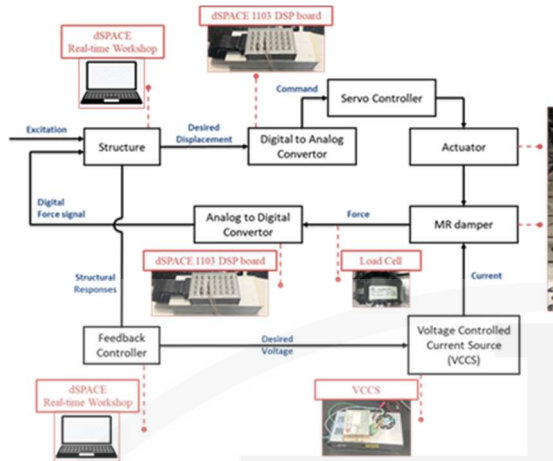 dSPACE 1103 DSP board
dSPACE
Real-time Workshop
Command
Servo Controller
Excitation
Structure
Desired
Displacement
Digital to Analog
Convertor
Actuator
Digital
Force signal
Analog to Digital
Convertor
Force
MR damper
dSPACE 1103 DSP board
Load Cell
Current
Structural
Responses
Feedback
Controller
Desired
Voltage
Voltage Controlled
Current Source
(VCCS)
dSPACE
Real-time Workshop
VCCS